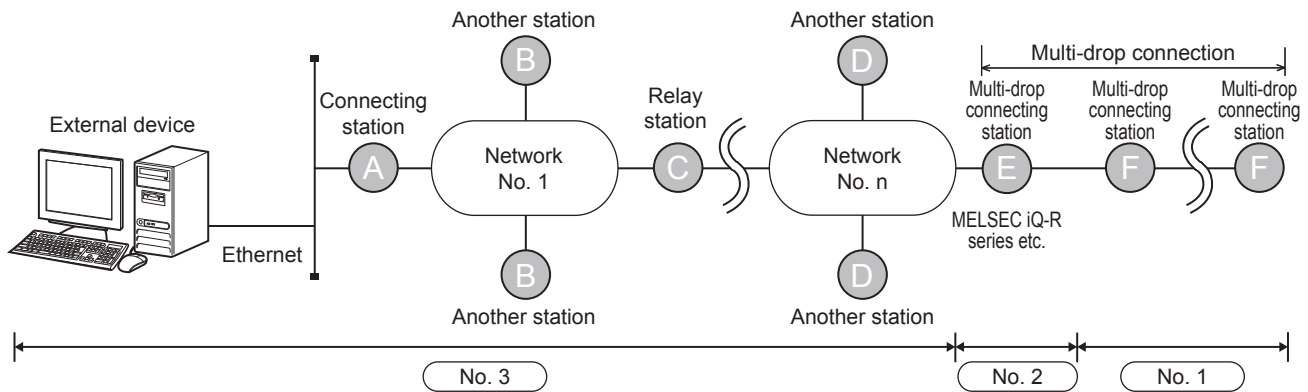 Another station
Another station
Multi-drop connection
B
D
Connecting
station
Relay
station
Multi-drop
connecting
station
Multi-drop
connecting
station
Multi-drop
connecting
station
External device
A
Network
No. 1
C
Network
No. n
E
F
F
MELSEC iQ-R
series etc.
Ethernet
B
D
Another station
Another station
No. 3
No. 2
No. 1